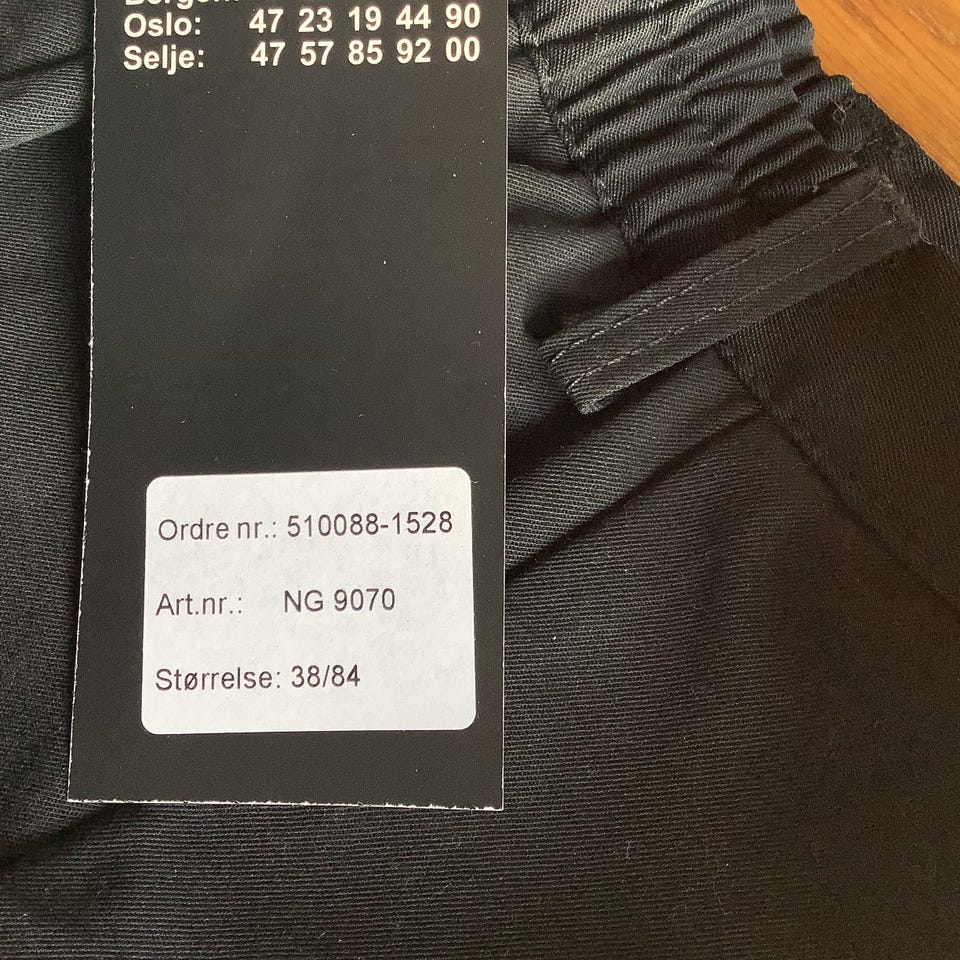 Oslo: 47 23 19 44 90
Selje: 47 57 85 92 00
Ordre nr.: 510088-1528
Art.nr.: NG 9070
Størrelse: 38/84